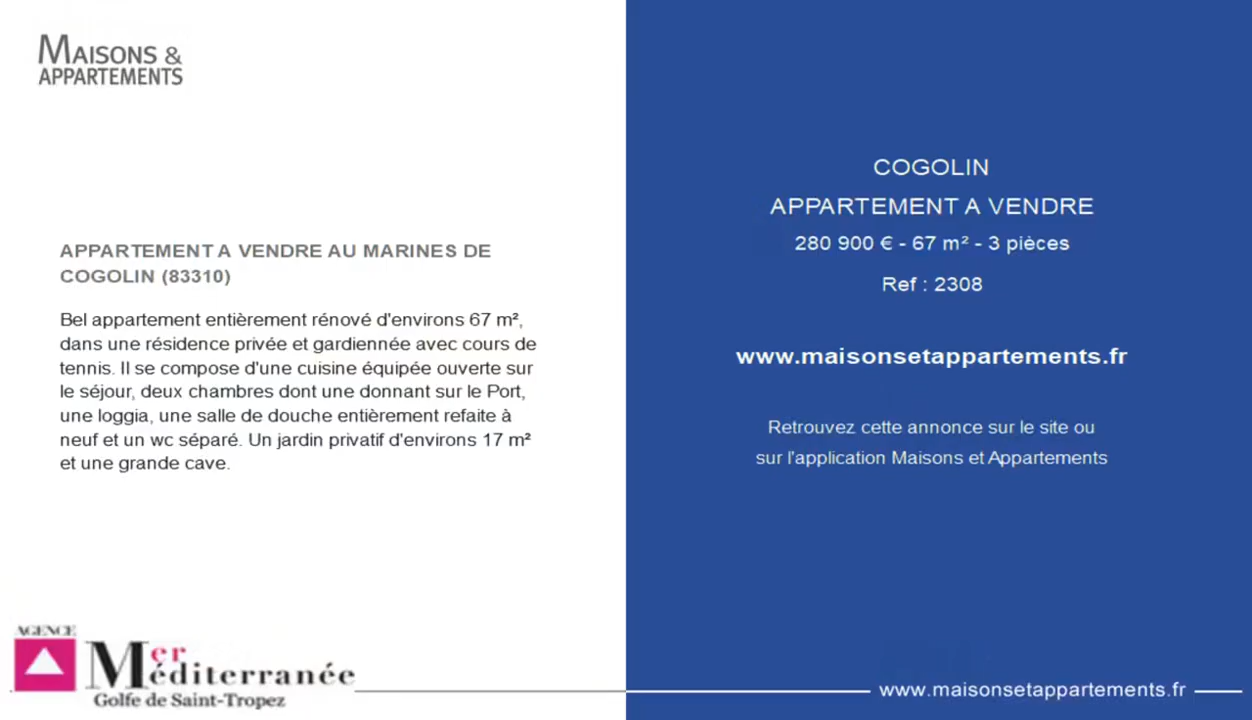 MAISONS &
APPARTEMENTS
APPARTEMENT A VENDRE AU MARINES DE
COGOLIN (83310)
Bel appartement entièrement rénové d'environs 67 m²,
dans une résidence privée et gardiennée avec cours de
tennis. Il se compose d'une cuisine équipée ouverte sur
le séjour, deux chambres dont une donnant sur le Port,
une loggia, une salle de douche entièrement refaite à
neuf et un wc séparé. Un jardin privatif d'environs 17 m²
et une grande cave.
AGENCE
Mer
Méditerranée
Golfe de Saint-Tropez
COGOLIN
APPARTEMENT A VENDRE
280 900 € - 67 m² - 3 pièces
Ref : 2308
www.maisonsetappartements.fr
Retrouvez cette annonce sur le site ou
sur l'application Maisons et Appartements
www.maisonsetappartements.fr